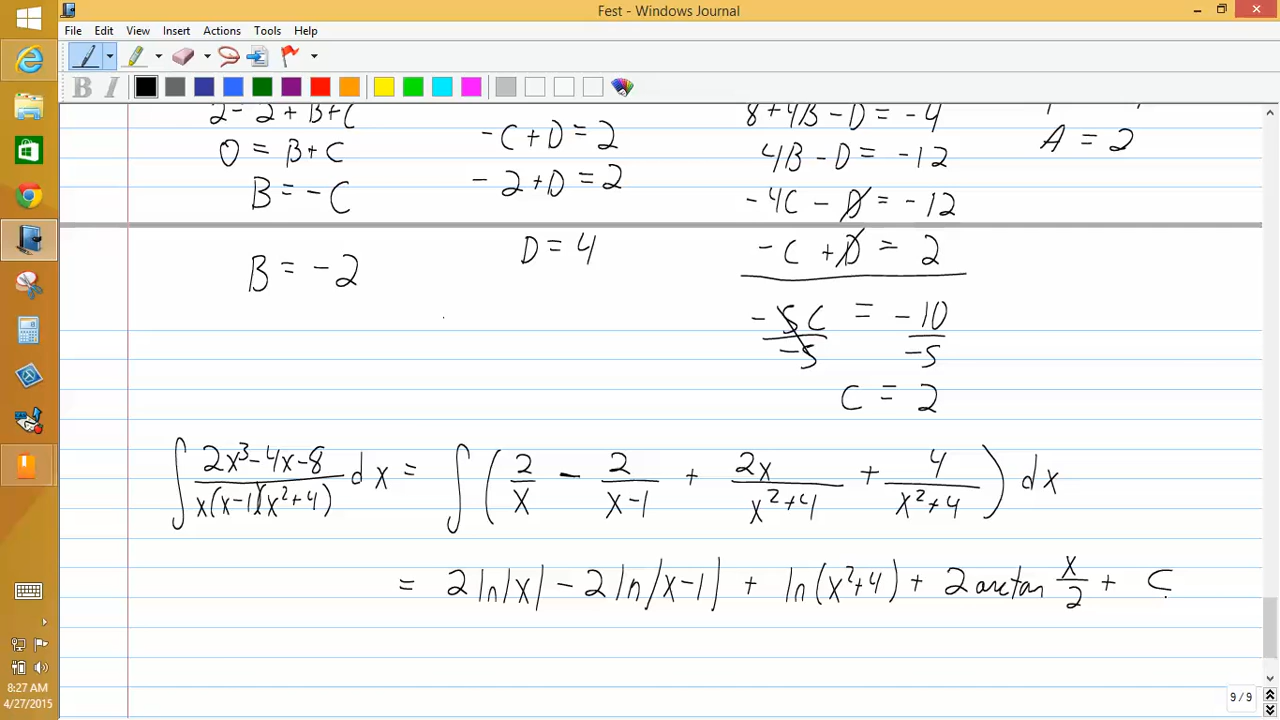 Fest - Windows Journal
File Edit View Insert Actions Tools Help
B I
2 = 2 + B + C
0 = B + C
B = -C
B = -2
-C + D = 2
-2 + D = 2
D = 4
8 + 4B - D = -4
4B - D = -12
-4C - D = -12
-C + D = 2
-5C = -10
-5 -5
C = 2
A = 2
∫ (2x³-4x-8)/(x(x-1)(x²+4)) dx = ∫ (2/x - 2/(x-1) + 2x/(x²+4) + 4/(x²+4)) dx
= 2 ln|x| - 2 ln|x-1| + ln(x²+4) + 2 arctan x/2 + C
9 / 9
8:27 AM
4/27/2015